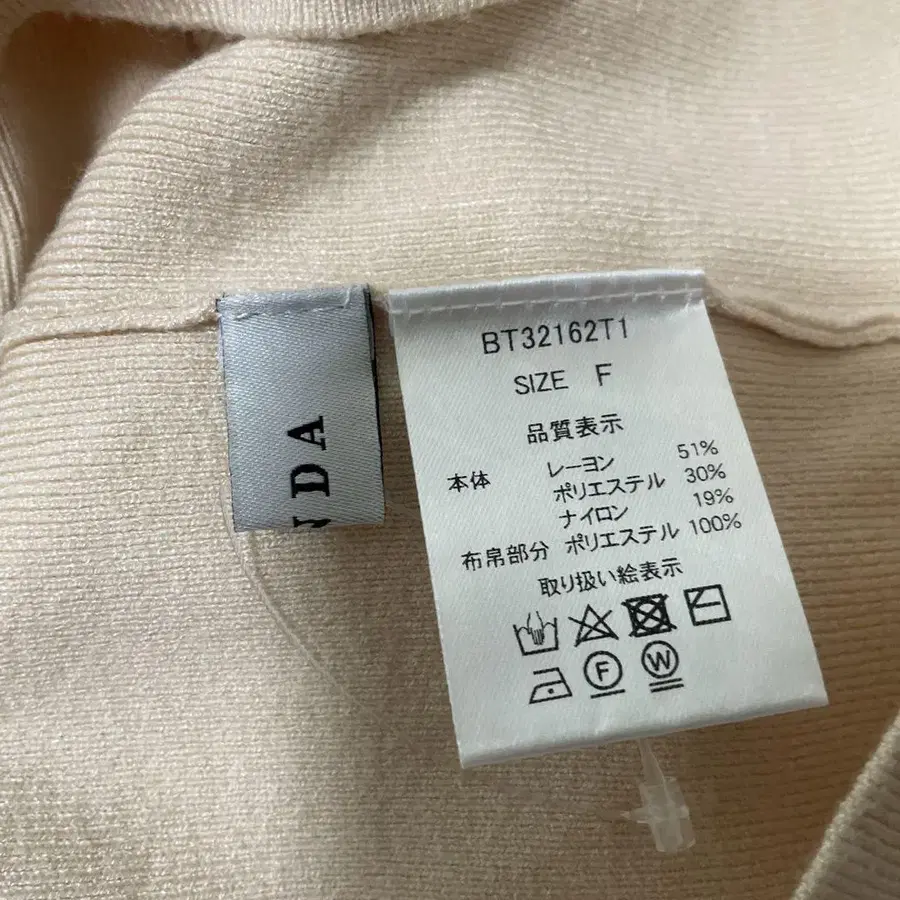 NDA
BT32162T1
SIZE F
品質表示
本体 レーヨン 51%
ポリエステル 30%
ナイロン 19%
布帛部分 ポリエステル 100%
取り扱い絵表示
F W